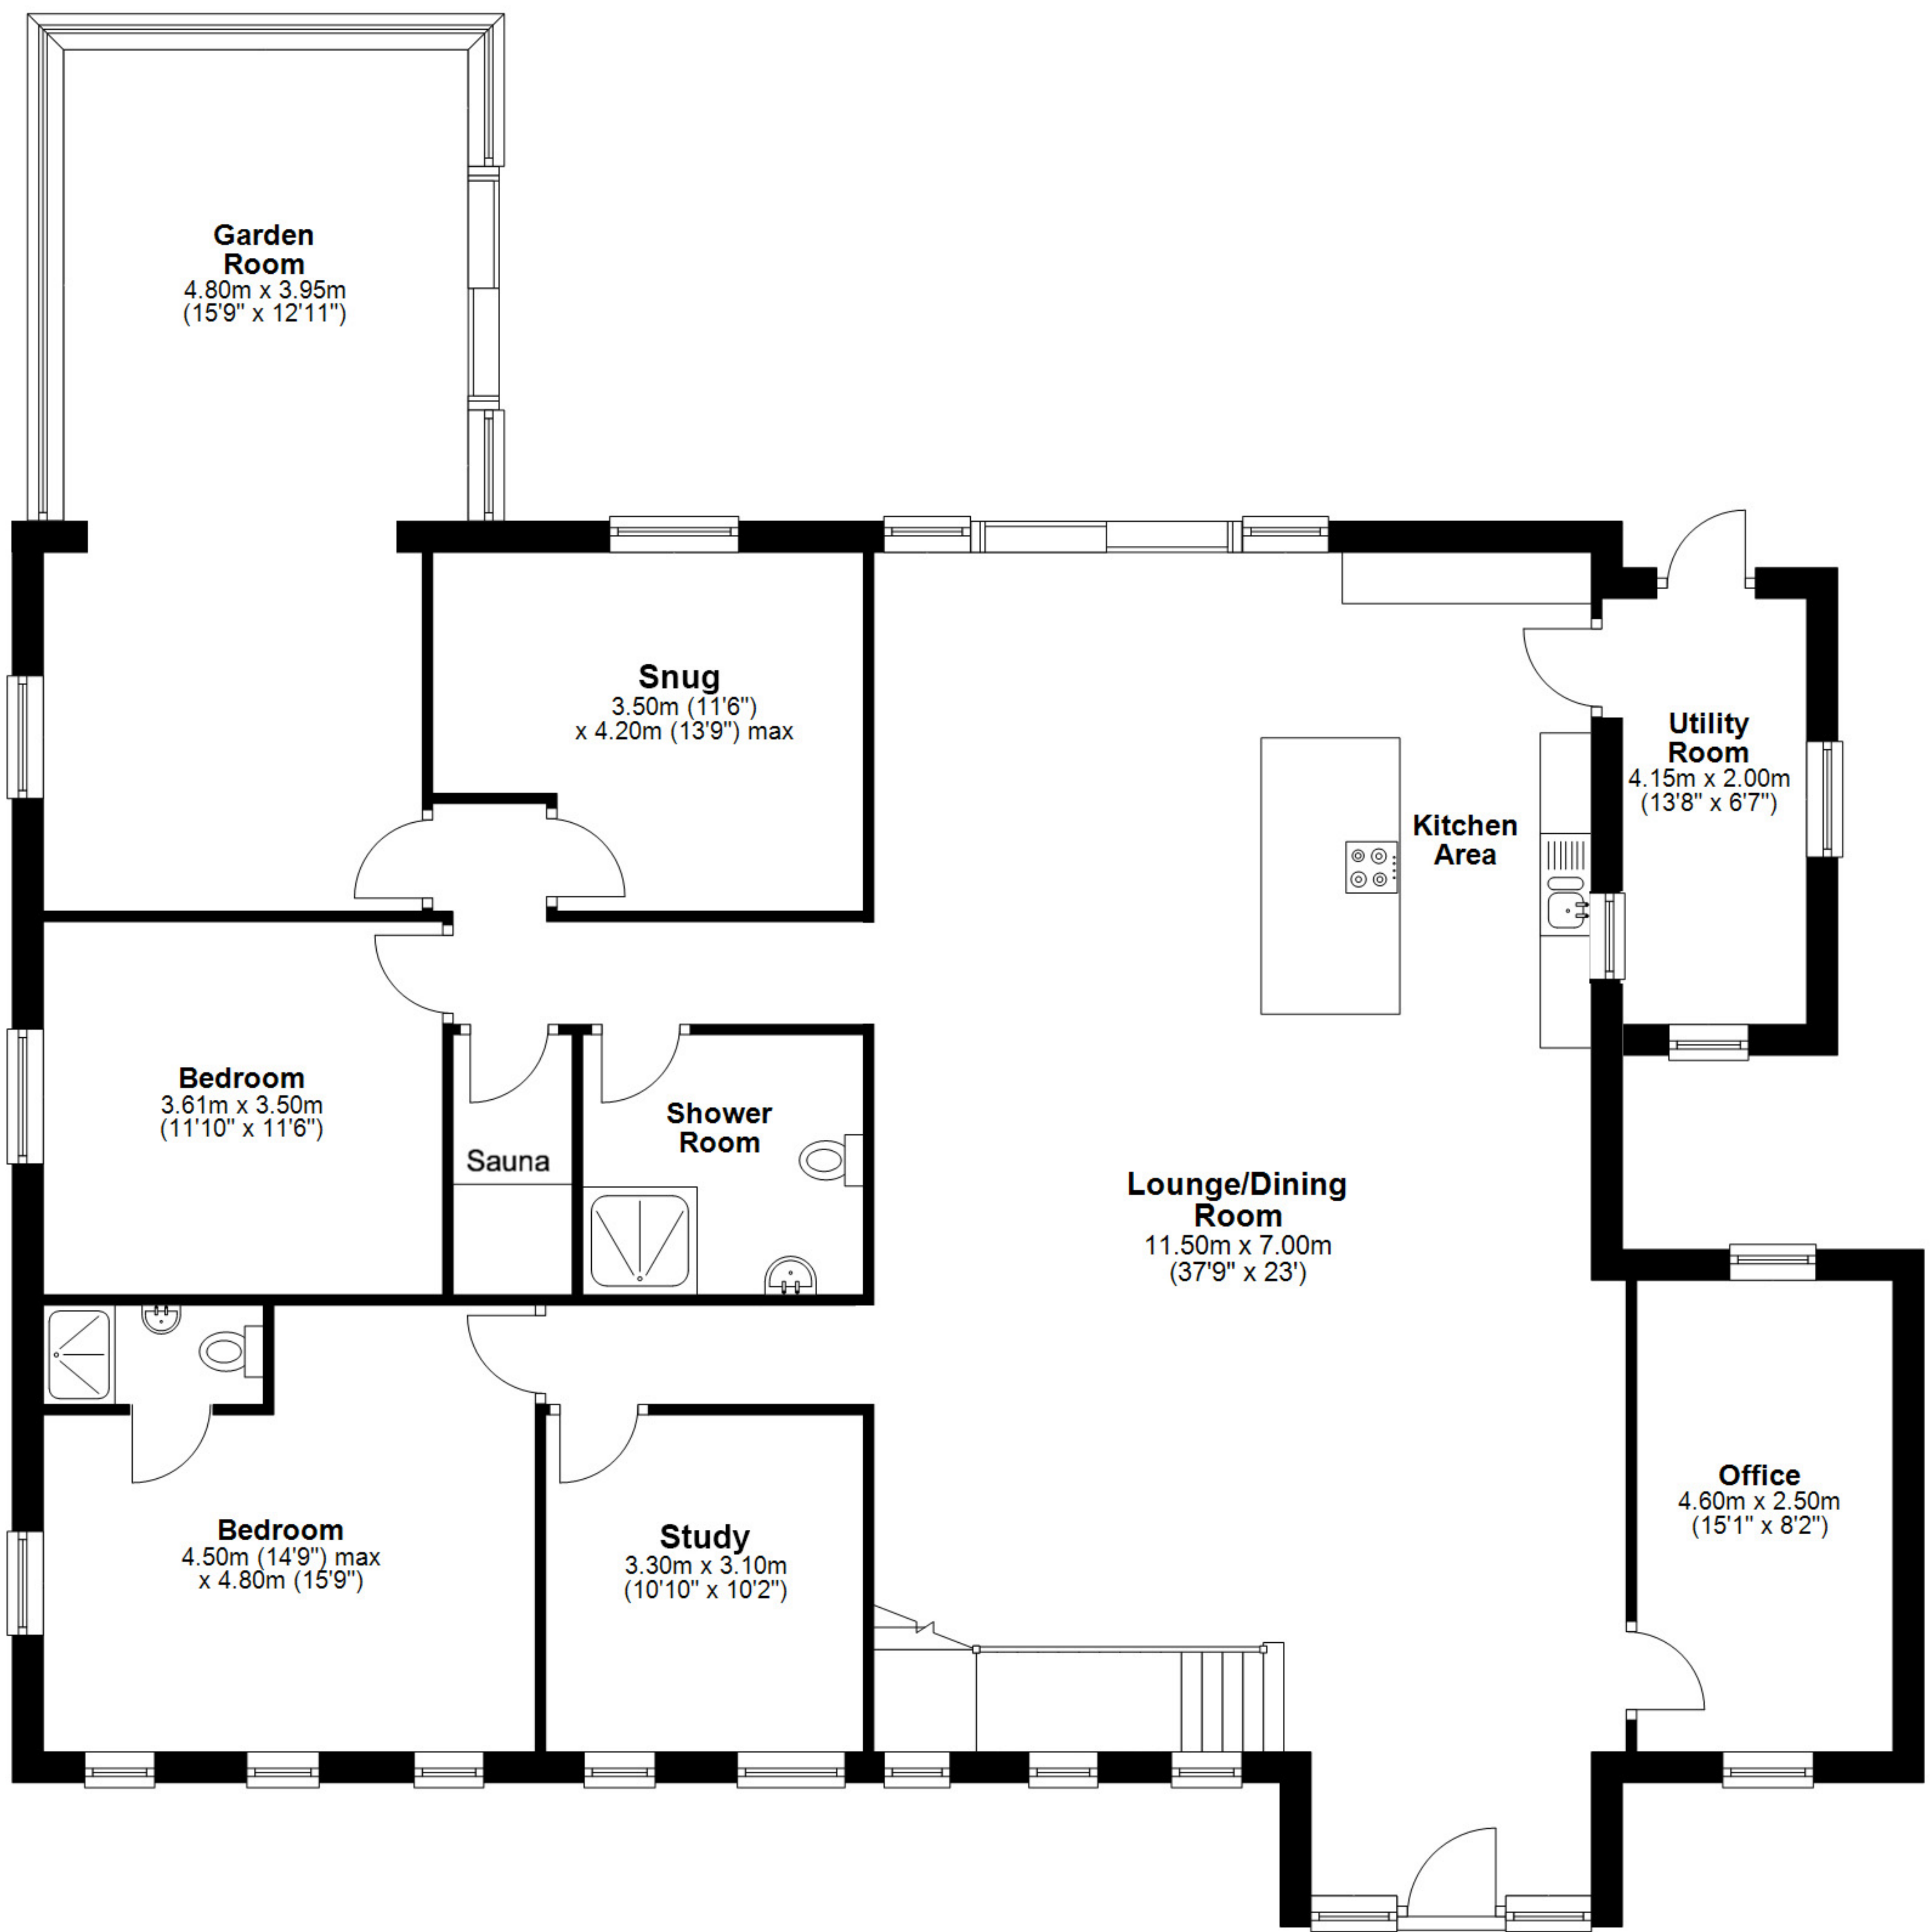 Garden
Room
4.80m x 3.95m
(15'9" x 12'11")
Snug
3.50m (11'6")
x 4.20m (13'9") max
Utility
Room
4.15m x 2.00m
(13'8" x 6'7")
Kitchen
Area
Bedroom
3.61m x 3.50m
(11'10" x 11'6")
Sauna
Shower
Room
Lounge/Dining
Room
11.50m x 7.00m
(37'9" x 23')
Office
4.60m x 2.50m
(15'1" x 8'2")
Bedroom
4.50m (14'9") max
x 4.80m (15'9")
Study
3.30m x 3.10m
(10'10" x 10'2")